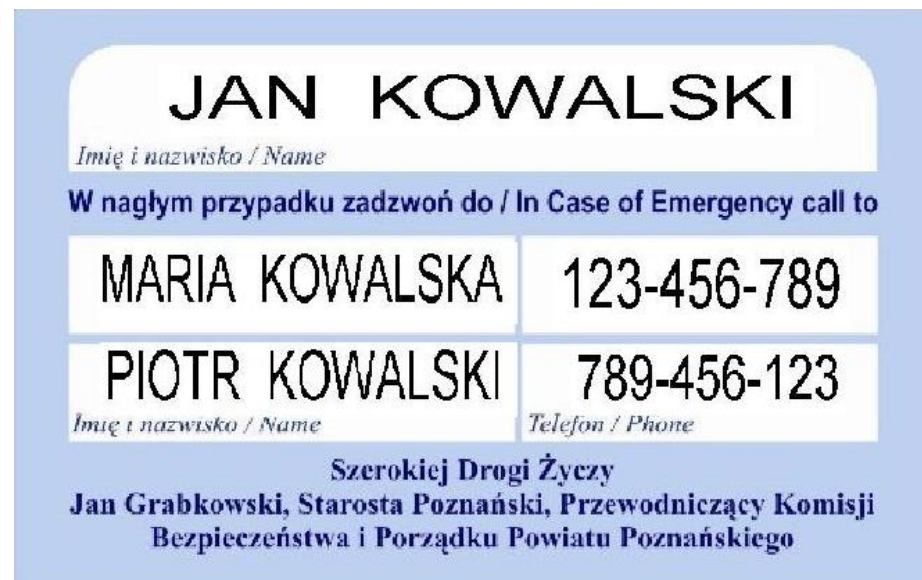 JAN KOWALSKI
Imię i nazwisko / Name
W nagłym przypadku zadzwoń do / In Case of Emergency call to
MARIA KOWALSKA 123-456-789
PIOTR KOWALSKI 789-456-123
Imię i nazwisko / Name Telefon / Phone
Szerokiej Drogi Życzy
Jan Grabkowski, Starosta Poznański, Przewodniczący Komisji
Bezpieczeństwa i Porządku Powiatu Poznańskiego